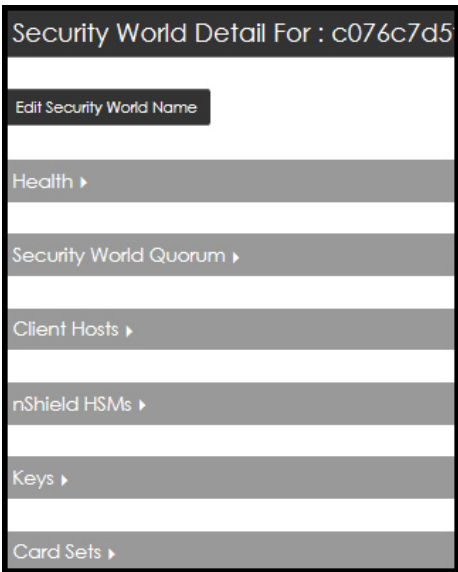 Security World Detail For : c076c7d5
Edit Security World Name
Health
Security World Quorum
Client Hosts
nShield HSMs
Keys
Card Sets